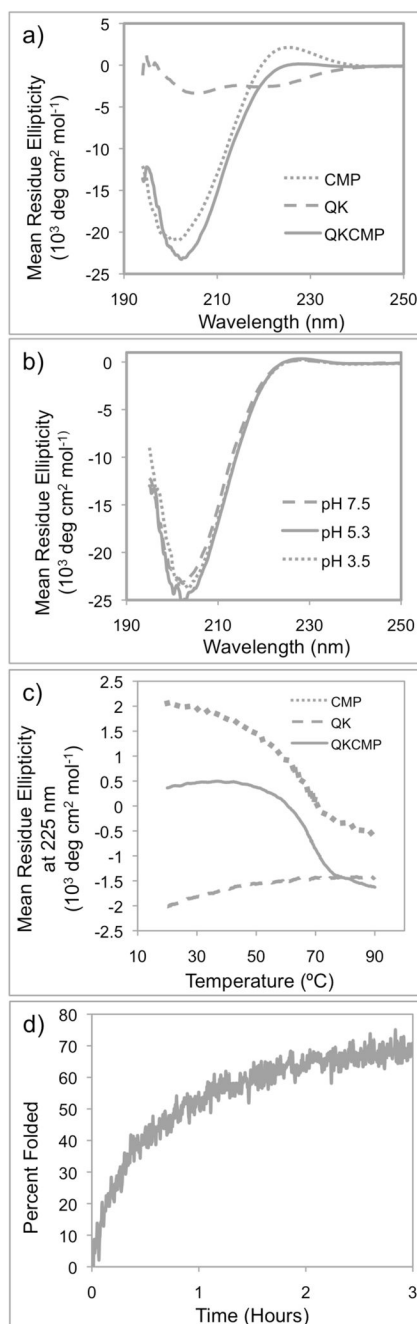 a)
5
0
-5
-10
-15
-20
-25
190
210
230
250
Mean Residue Ellipticity
(10³ deg cm² mol⁻¹)
Wavelength (nm)
CMP
QK
QKCMP
b)
0
-5
-10
-15
-20
-25
190
210
230
250
Mean Residue Ellipticity
(10³ deg cm² mol⁻¹)
Wavelength (nm)
pH 7.5
pH 5.3
pH 3.5
c)
2.5
2
1.5
1
0.5
0
-0.5
-1
-1.5
-2
-2.5
10
30
50
70
90
Mean Residue Ellipticity
at 225 nm
(10³ deg cm² mol⁻¹)
Temperature (ºC)
CMP
QK
QKCMP
d)
80
70
60
50
40
30
20
10
0
0
1
2
3
Percent Folded
Time (Hours)